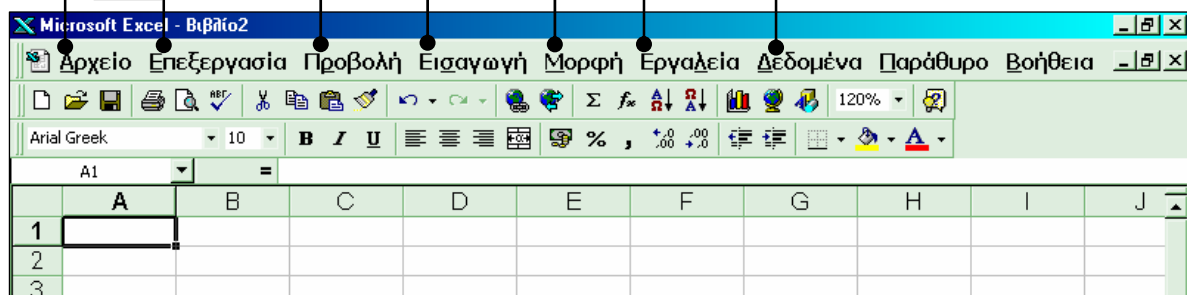 Microsoft Excel - Βιβλίο2
Αρχείο Επεξεργασία Προβολή Εισαγωγή Μορφή Εργαλεία Δεδομένα Παράθυρο Βοήθεια
120%
Arial Greek 10 B I U % ,
A1 =
A B C D E F G H I J
1
2
3